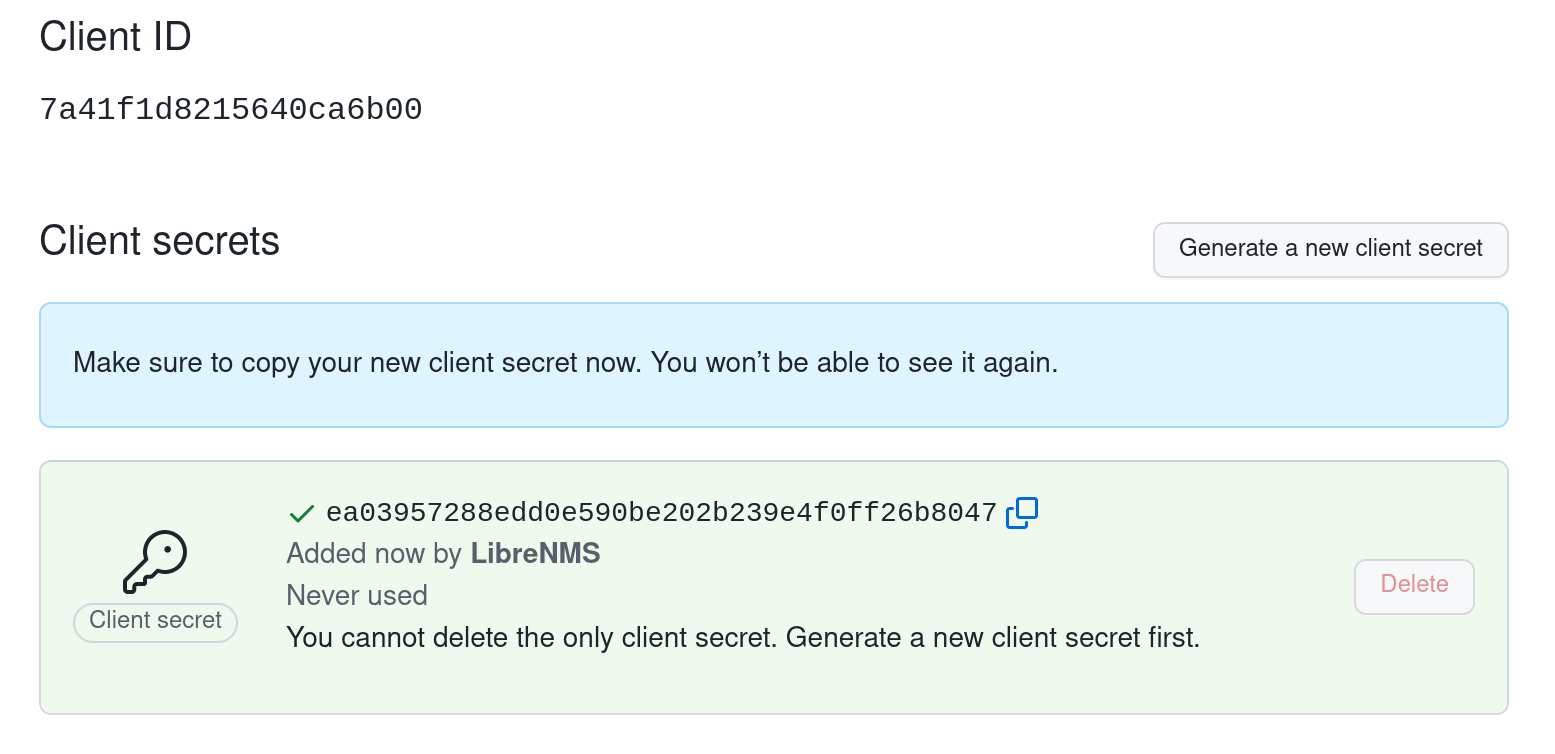 Client ID
7a41f1d8215640ca6b00
Client secrets
Generate a new client secret
Make sure to copy your new client secret now. You won’t be able to see it again.
ea03957288edd0e590be202b239e4f0ff26b8047
Added now by LibreNMS
Never used
You cannot delete the only client secret. Generate a new client secret first.
Client secret
Delete